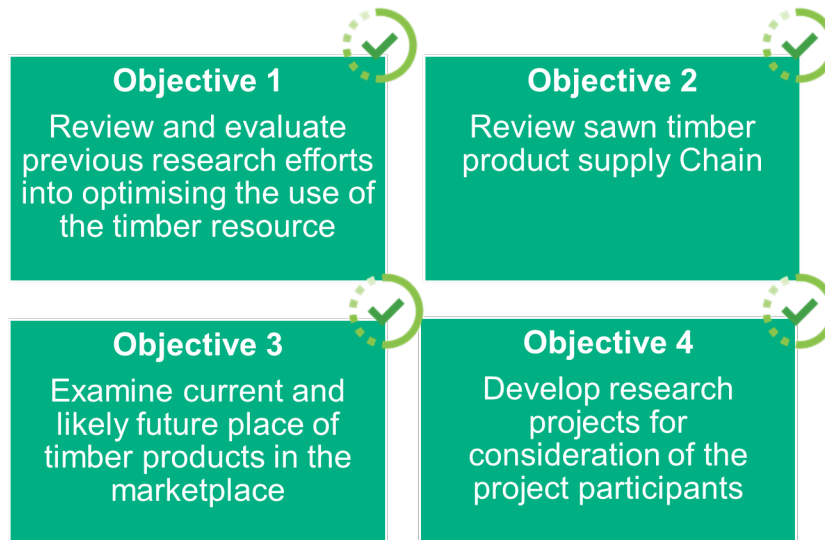 Objective 1
Review and evaluate
previous research efforts
into optimising the use of
the timber resource
Objective 2
Review sawn timber
product supply Chain
Objective 3
Examine current and
likely future place of
timber products in the
marketplace
Objective 4
Develop research
projects for
consideration of the
project participants